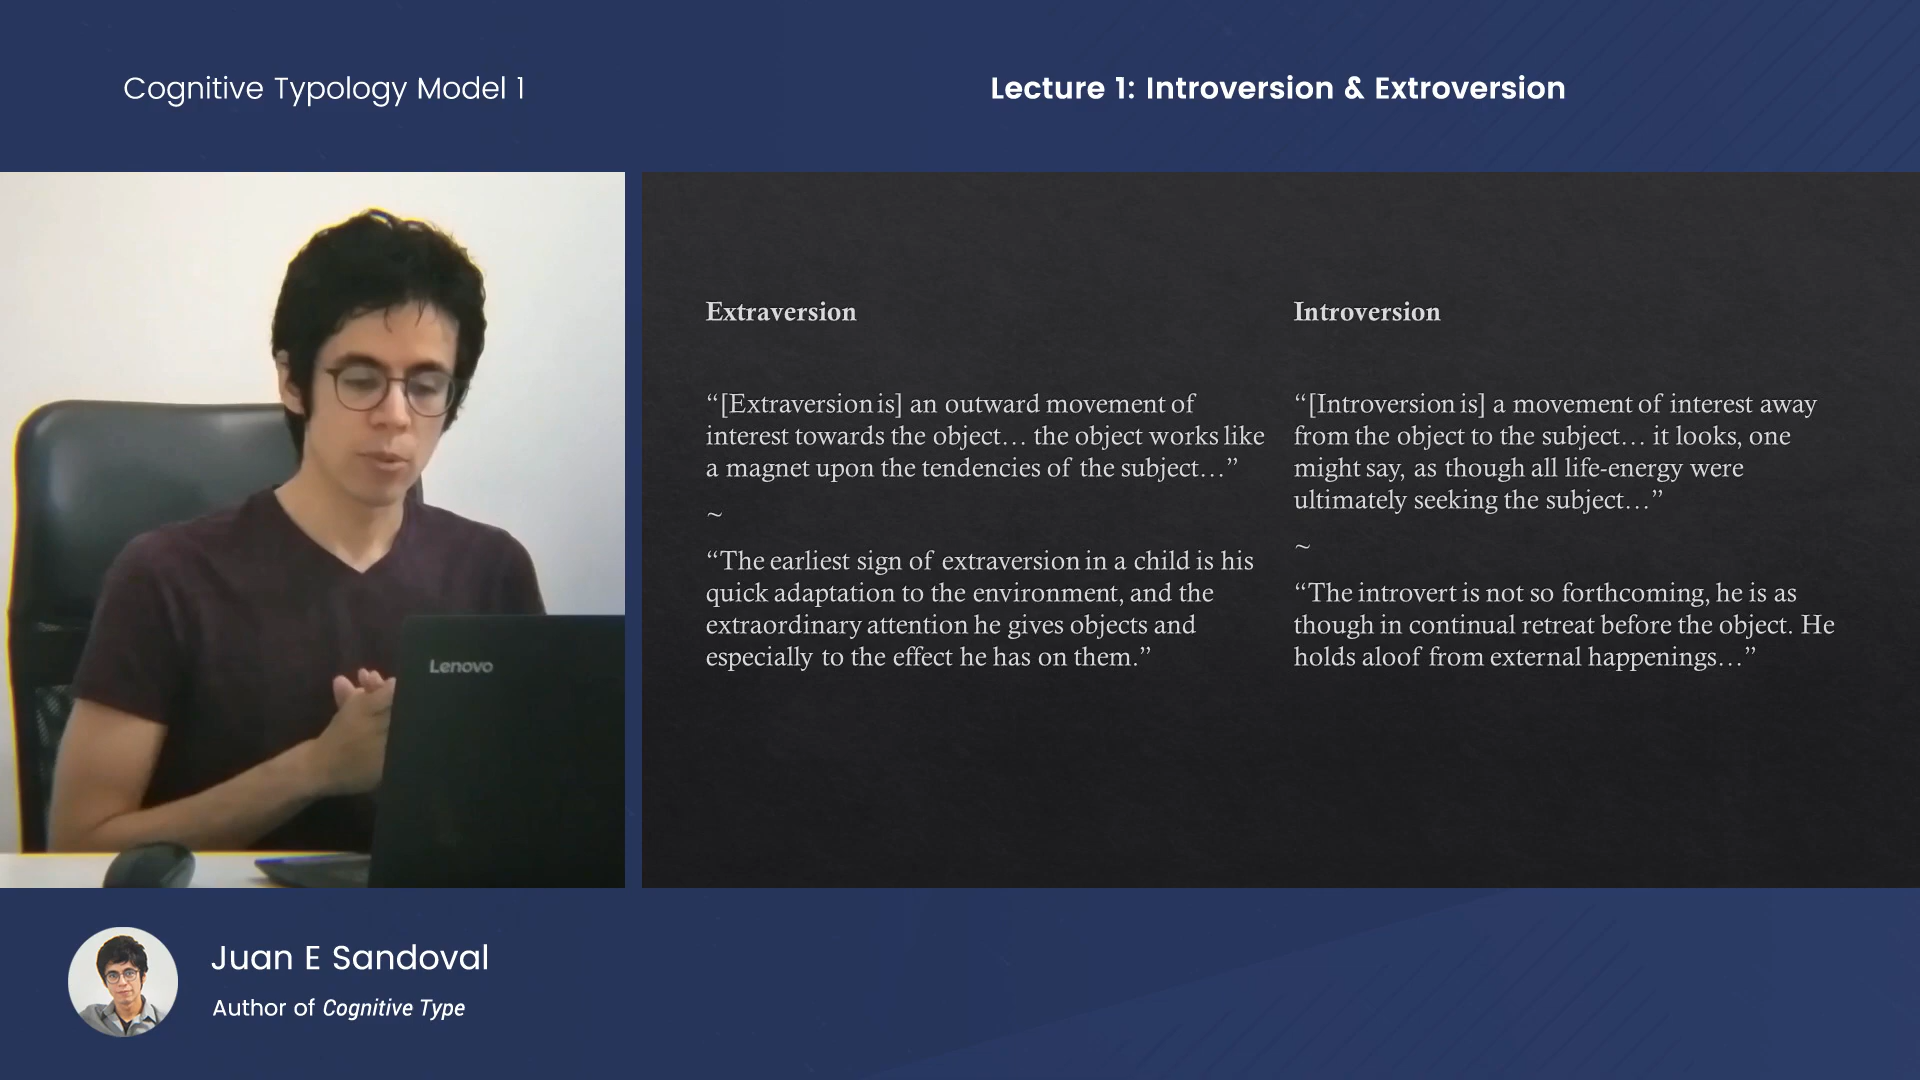 Cognitive Typology Model 1
Lecture 1: Introversion & Extroversion
Extraversion
“[Extraversion is] an outward movement of
interest towards the object… the object works like
a magnet upon the tendencies of the subject…”
~
“The earliest sign of extraversion in a child is his
quick adaptation to the environment, and the
extraordinary attention he gives objects and
especially to the effect he has on them.”
Introversion
“[Introversion is] a movement of interest away
from the object to the subject… it looks, one
might say, as though all life-energy were
ultimately seeking the subject…”
~
“The introvert is not so forthcoming, he is as
though in continual retreat before the object. He
holds aloof from external happenings…”
Lenovo
Juan E Sandoval
Author of Cognitive Type